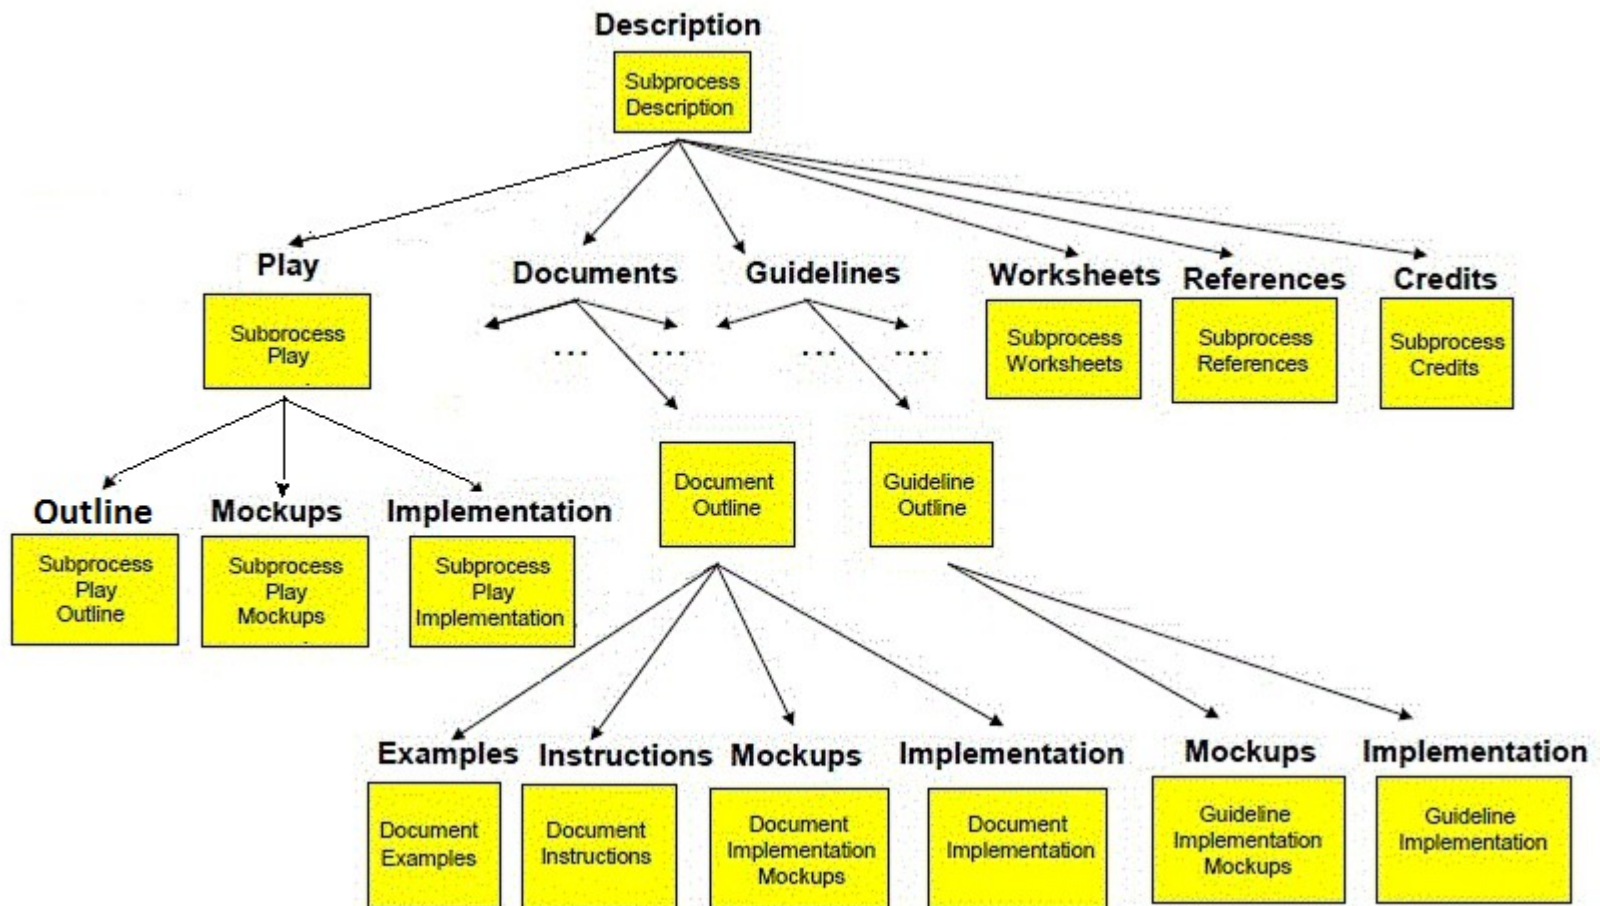 Description
Subprocess
Description
Play
Documents
Guidelines
Worksheets
References
Credits
Subprocess
Play
...
...
...
...
Subprocess
Worksheets
Subprocess
References
Subprocess
Credits
Document
Outline
Guideline
Outline
Outline
Mockups
Implementation
Subprocess
Play
Outline
Subprocess
Play
Mockups
Subprocess
Play
Implementation
Examples
Instructions
Mockups
Implementation
Mockups
Implementation
Document
Examples
Document
Instructions
Document
Implementation
Mockups
Document
Implementation
Guideline
Implementation
Mockups
Guideline
Implementation